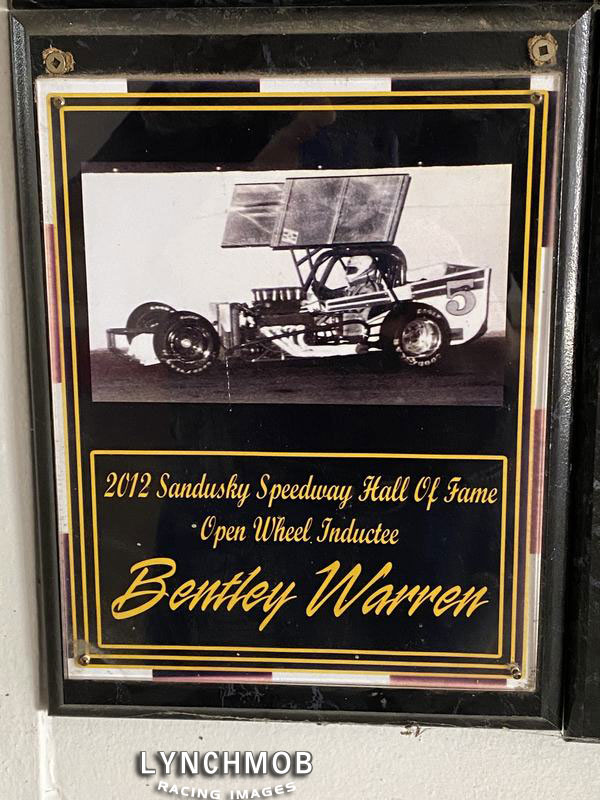 5
2012 Sandusky Speedway Hall Of Fame
Open Wheel Inductee
Bentley Warren
LYNCHMOB
RACING IMAGES